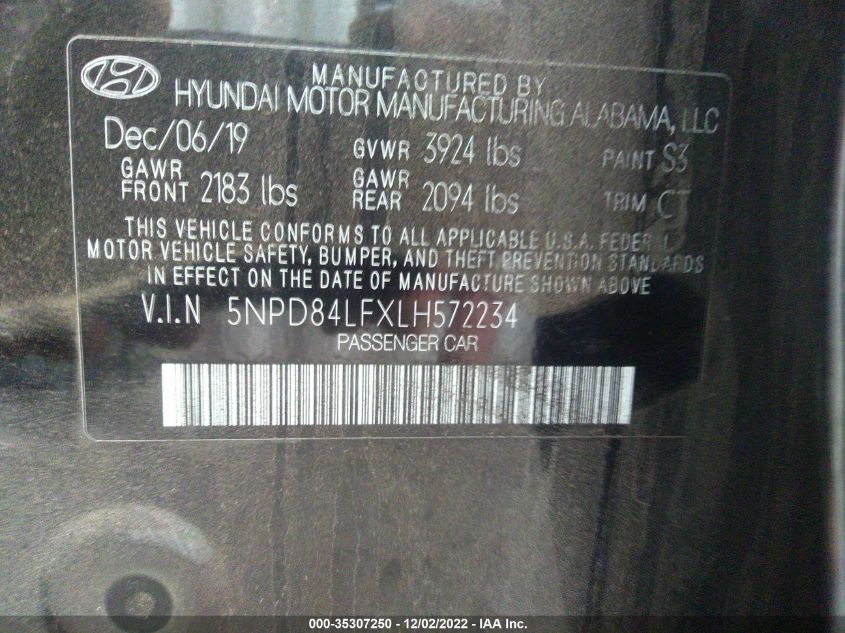 MANUFACTURED BY
HYUNDAI MOTOR MANUFACTURING ALABAMA, LLC
Dec/06/19 GVWR 3924 lbs PAINT S3
GAWR FRONT 2183 lbs GAWR REAR 2094 lbs TRIM CT
THIS VEHICLE CONFORMS TO ALL APPLICABLE U.S.A. FEDERAL
MOTOR VEHICLE SAFETY, BUMPER, AND THEFT PREVENTION STANDARDS
IN EFFECT ON THE DATE OF MANUFACTURE SHOWN ABOVE
V.I.N 5NPD84LFXLH572234
PASSENGER CAR
000-35307250 - 12/02/2022 - IAA Inc.